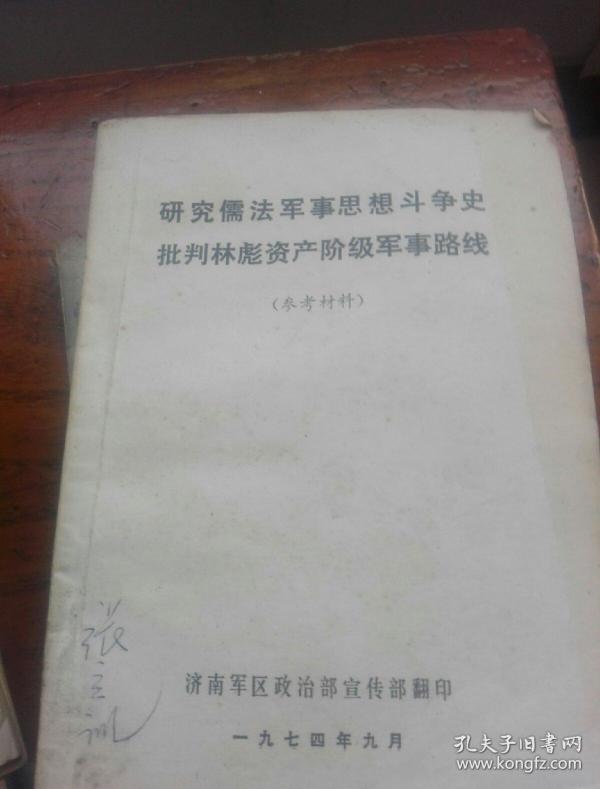 研究儒法军事思想斗争史
批判林彪资产阶级军事路线
（参考材料）
张
济南军区政治部宣传部翻印
一九七四年九月
孔夫子旧书网
www.kongfz.com